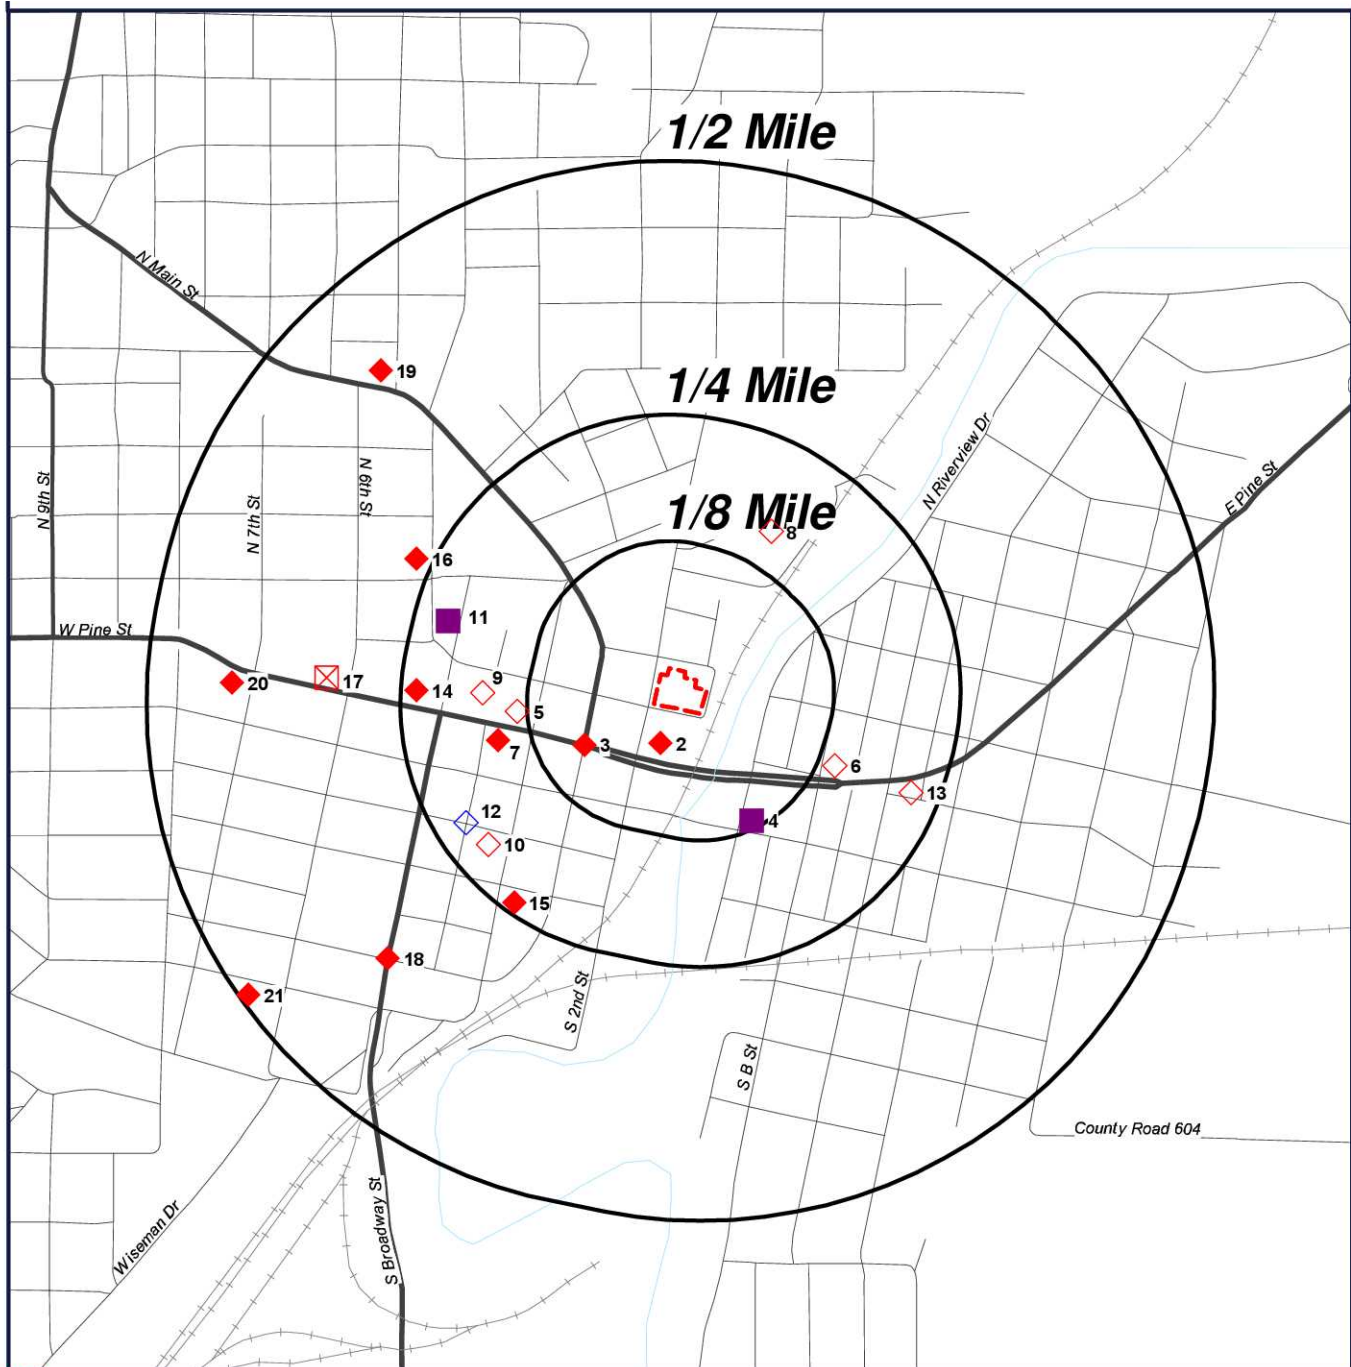 1/2 Mile
N Main St
19
1/4 Mile
N Riverview Dr
E Pine St
N 9th St
N 7th St
N 6th St
1/8 Mile
8
16
11
W Pine St
20
17
14
9
5
7
3
2
6
13
12
4
10
15
18
21
S 2nd St
S B St
County Road 604
Wiseman Dr
S Broadway St